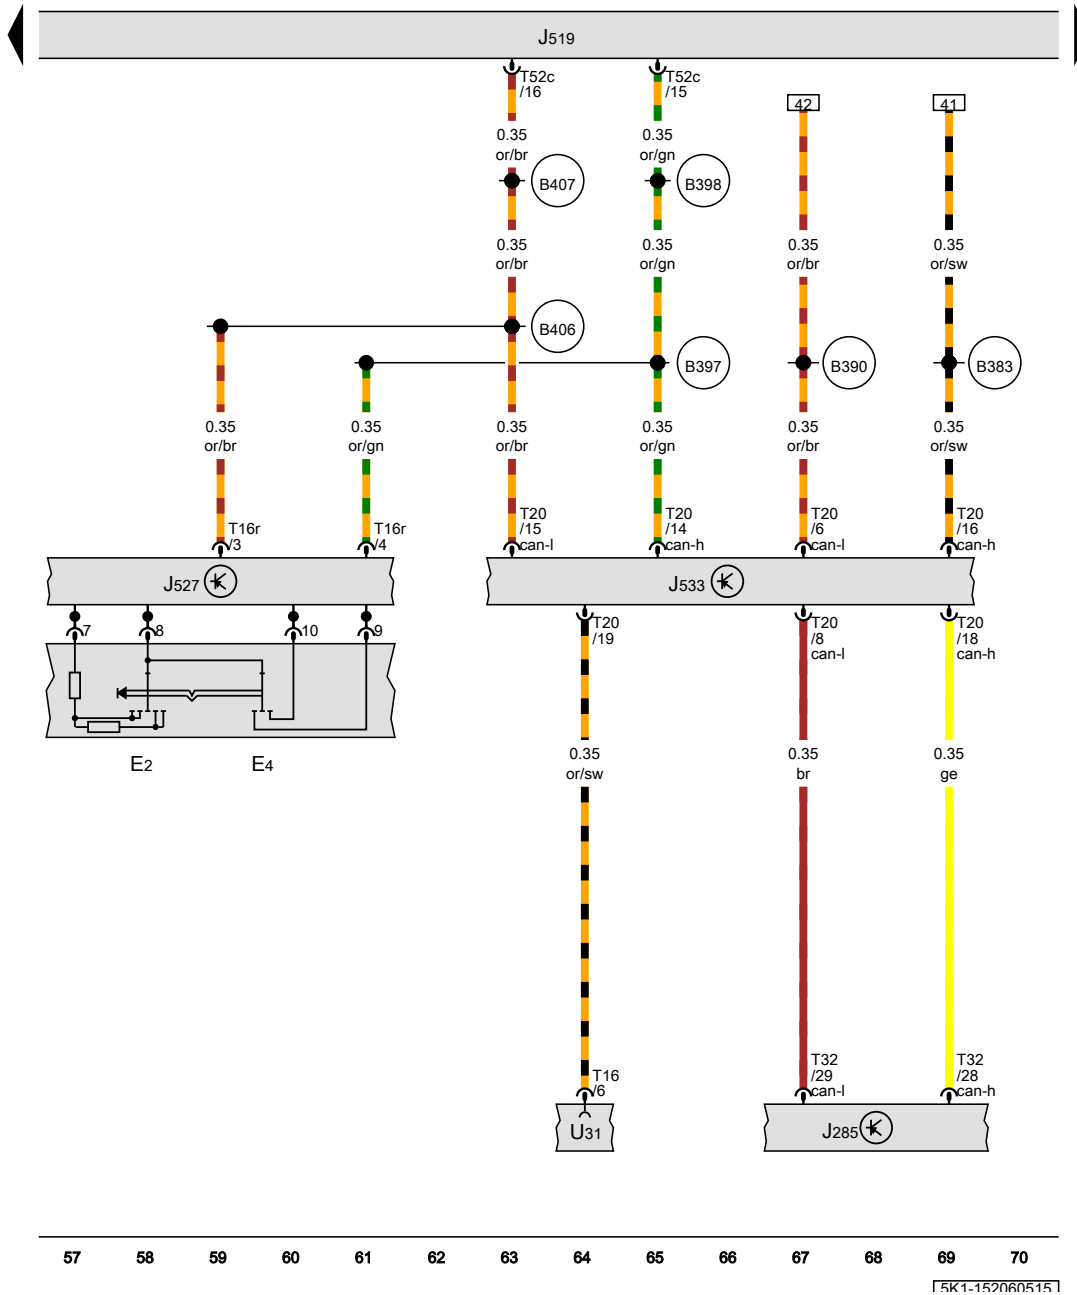 J519
T52c
/16
T52c
/15
42
41
0.35
or/br
0.35
or/gn
B407
B398
0.35
or/br
0.35
or/gn
0.35
or/br
0.35
or/sw
B406
B397
B390
B383
0.35
or/br
0.35
or/gn
0.35
or/br
0.35
or/gn
0.35
or/br
0.35
or/sw
T16r
/3
T16r
/4
T20
/15
can-l
T20
/14
can-h
T20
/6
can-l
T20
/16
can-h
J527
J533
7
8
10
9
T20
/19
T20
/8
can-l
T20
/18
can-h
E2
E4
0.35
or/sw
0.35
br
0.35
ge
T16
/6
T32
/29
can-l
T32
/28
can-h
U31
J285
57 58 59 60 61 62 63 64 65 66 67 68 69 70
5K1-152060515